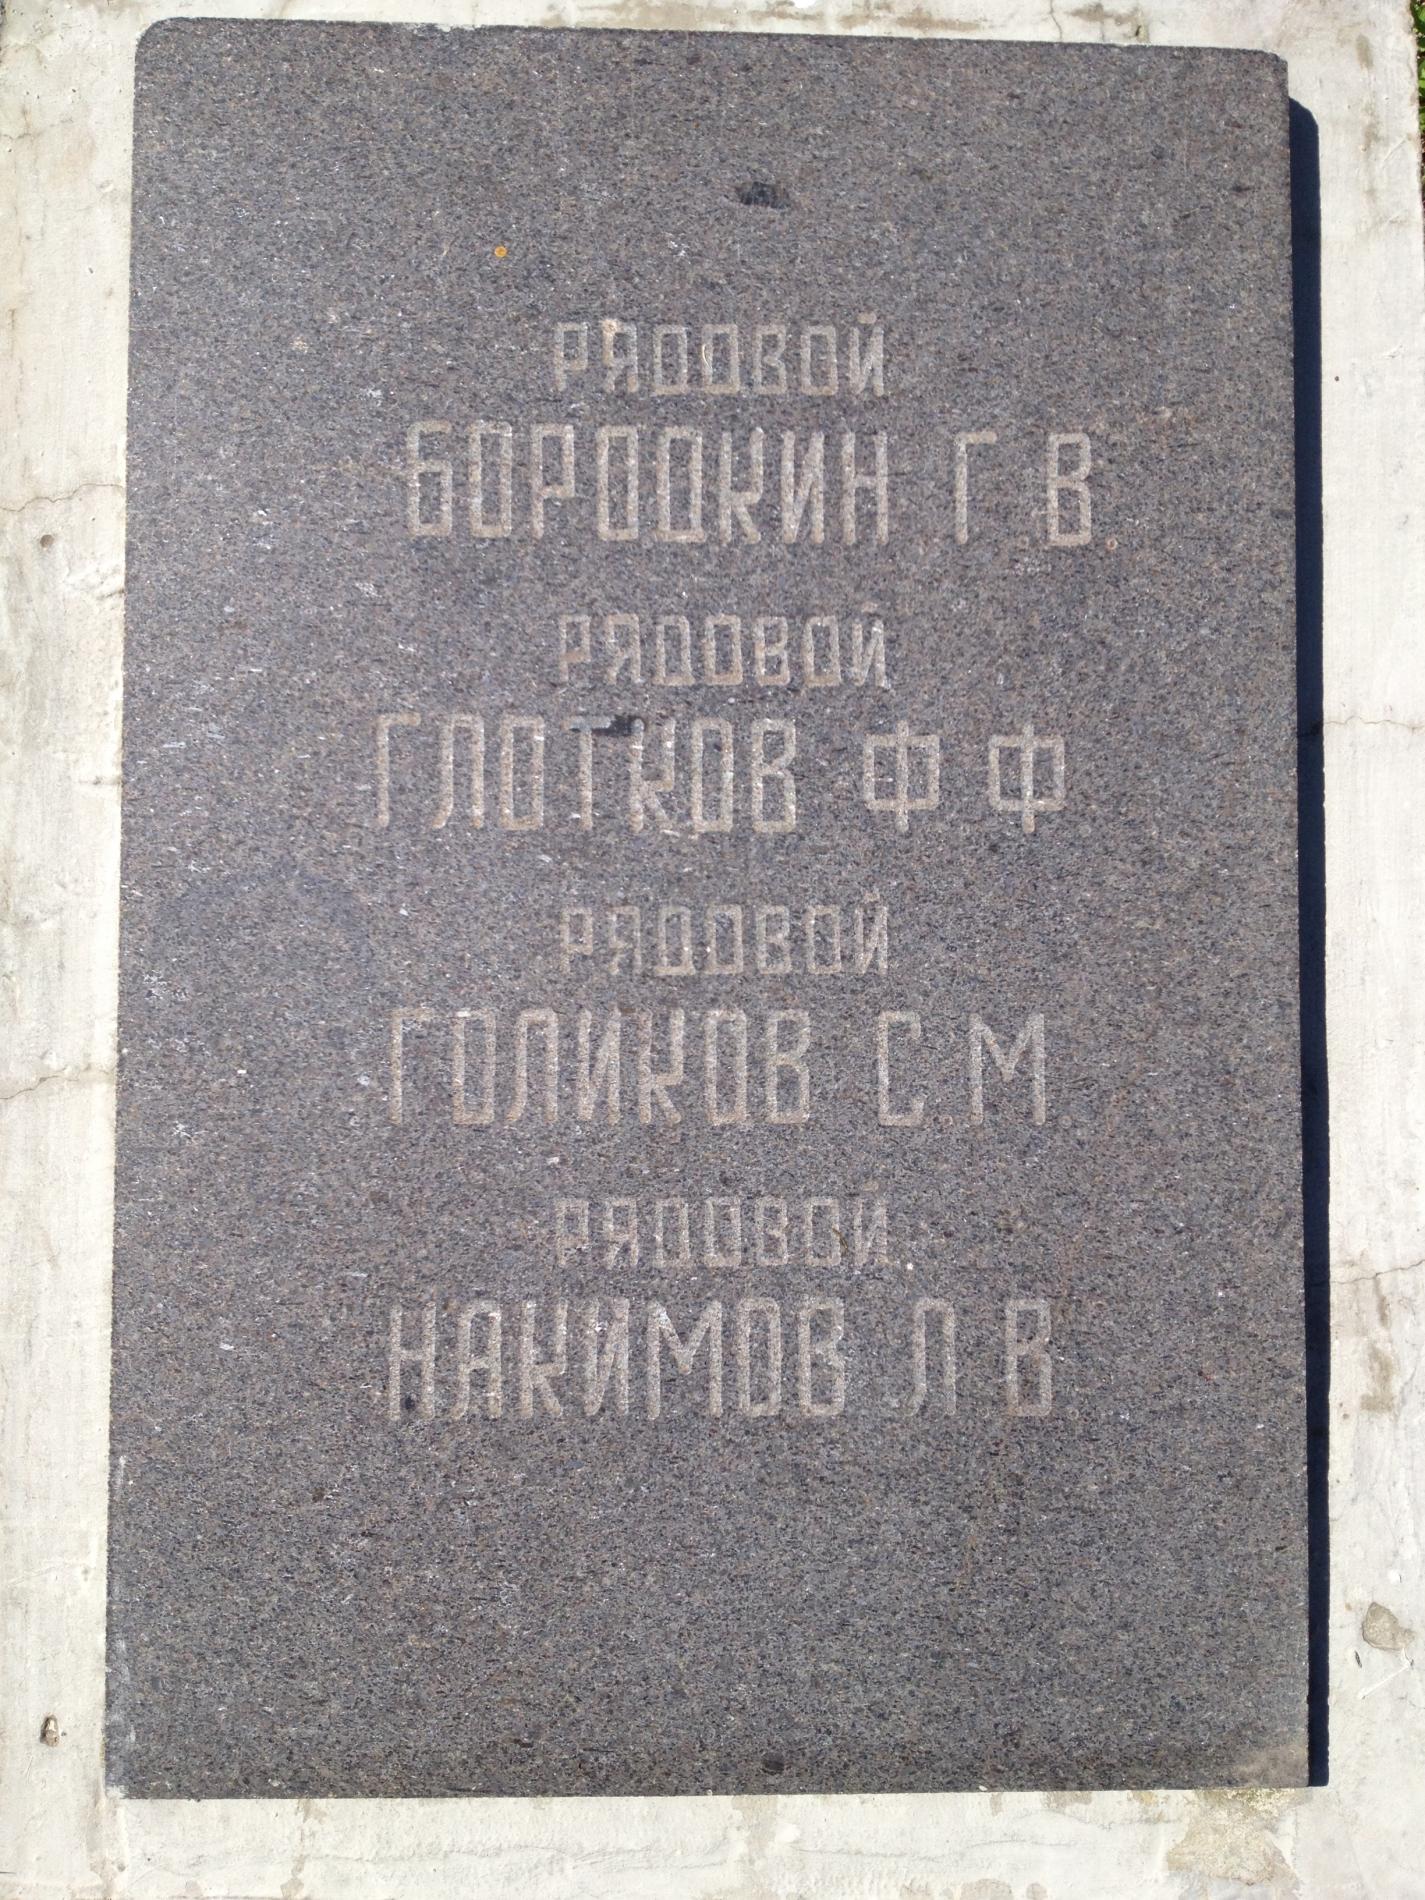 РЯДОВОЙ
БОРОДКИН Г В
РЯДОВОЙ
ГЛОТКОВ Ф Ф
РЯДОВОЙ
ГОЛИКОВ С М
РЯДОВОЙ
НАКИМОВ Л В